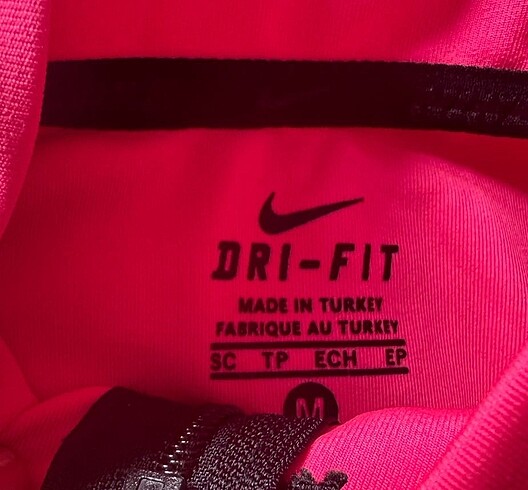 DRI-FIT
MADE IN TURKEY
FABRIQUE AU TURKEY
SC TP ECH EP
M